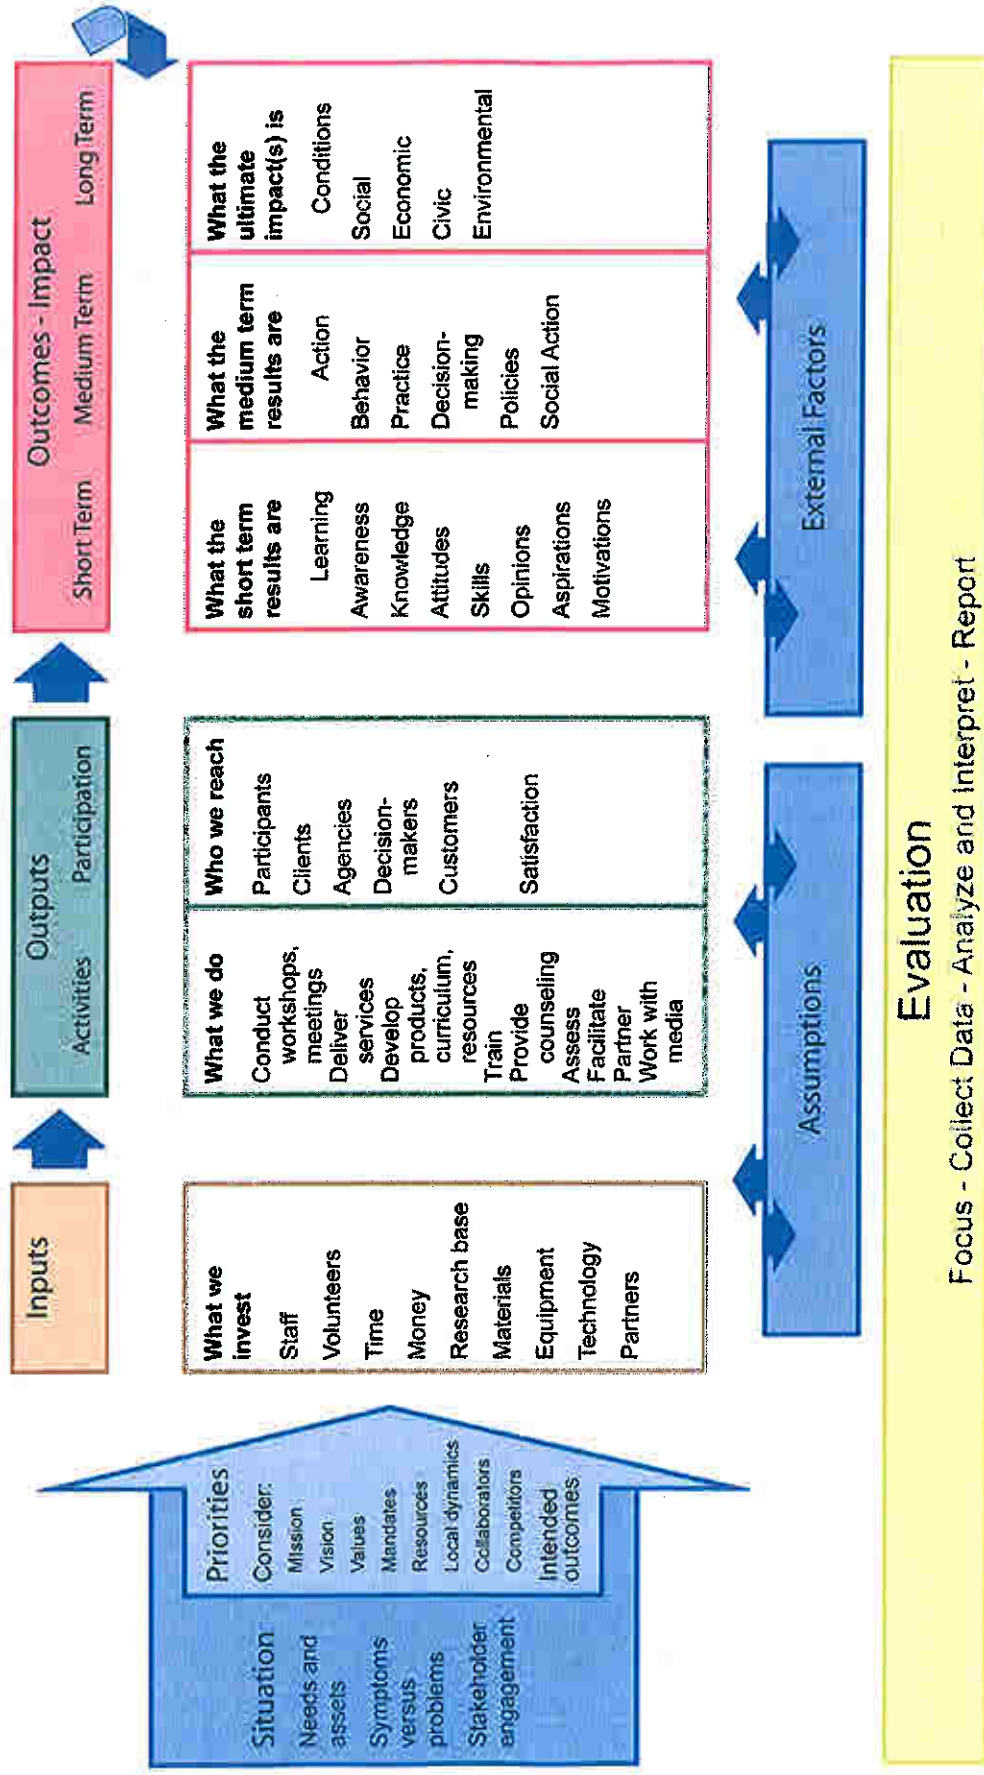 Inputs
Outputs
Activities Participation
Outcomes - Impact
Short Term Medium Term Long Term
Situation
Needs and
assets
Symptoms
versus
problems
Stakeholder
engagement
Priorities
Consider:
Mission
Vision
Values
Mandates
Resources
Local dynamics
Collaborators
Competitors
Intended
outcomes
What we
invest
Staff
Volunteers
Time
Money
Research base
Materials
Equipment
Technology
Partners
What we do
Conduct
workshops,
meetings
Deliver
services
Develop
products,
curriculum,
resources
Train
Provide
counseling
Assess
Facilitate
Partner
Work with
media
Who we reach
Participants
Clients
Agencies
Decision-
makers
Customers
Satisfaction
What the
short term
results are
Learning
Awareness
Knowledge
Attitudes
Skills
Opinions
Aspirations
Motivations
What the
medium term
results are
Action
Behavior
Practice
Decision-
making
Policies
Social Action
What the
ultimate
impact(s) is
Conditions
Social
Economic
Civic
Environmental
Assumptions
External Factors
Evaluation
Focus - Collect Data - Analyze and Interpret - Report